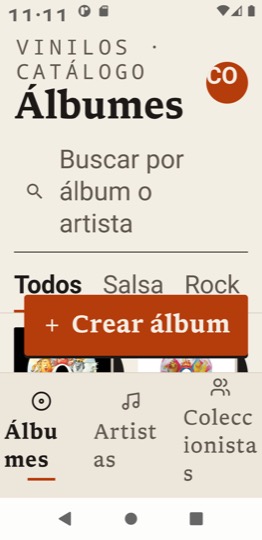 11:11
VINILOS ·
CATÁLOGO
CO
Álbumes
Buscar por
álbum o
artista
Todos Salsa Rock
+ Crear álbum
Álbu
mes
Artist
as
Colecc
ionista
s